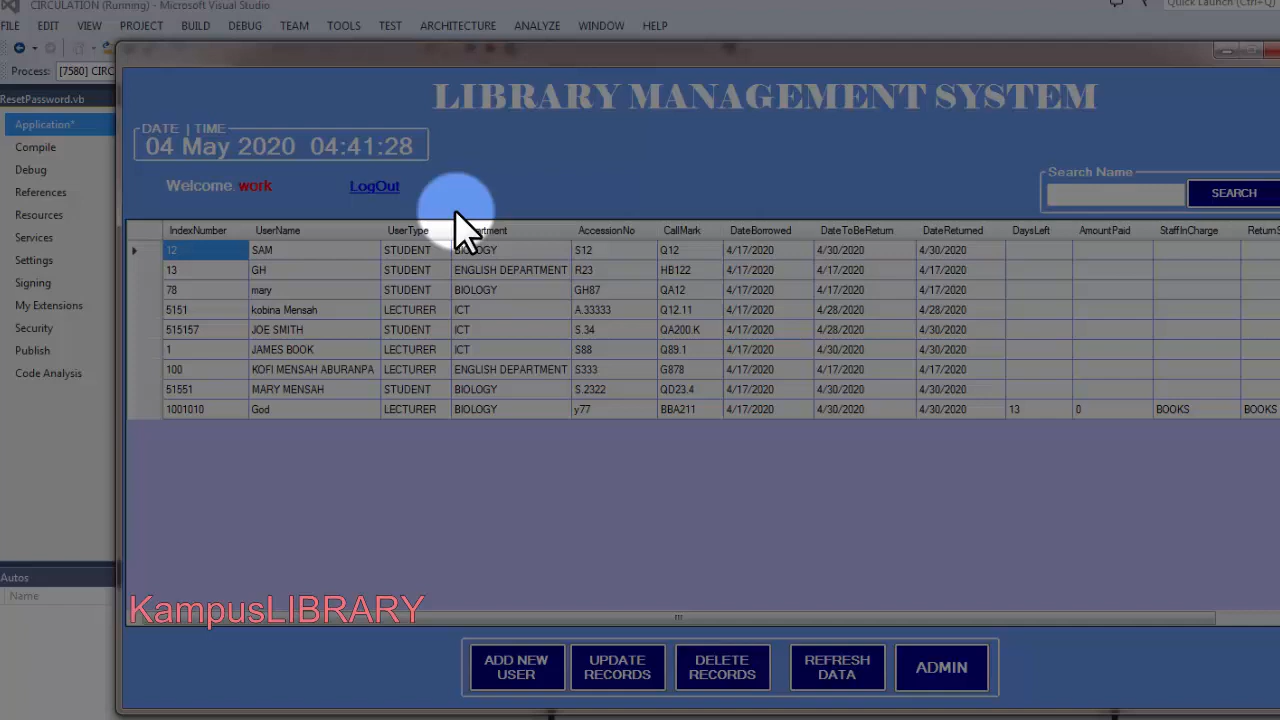 CIRCULATION (Running) - Microsoft Visual Studio
Quick Launch (Ctrl+Q)
FILE EDIT VIEW PROJECT BUILD DEBUG TEAM TOOLS TEST ARCHITECTURE ANALYZE WINDOW HELP
Process: [7580] CIRC
ResetPassword.vb
Application*
Compile
Debug
References
Resources
Services
Settings
Signing
My Extensions
Security
Publish
Code Analysis
Autos
Name
LIBRARY MANAGEMENT SYSTEM
DATE | TIME
04 May 2020 04:41:28
Welcome. work LogOut
Search Name
SEARCH
IndexNumber UserName UserType AccessionNo CallMark DateBorrowed DateToBeReturn DateReturned DaysLeft AmountPaid StaffInCharge ReturnS
12 SAM STUDENT BIOLOGY S12 Q12 4/17/2020 4/30/2020 4/30/2020
13 GH STUDENT ENGLISH DEPARTMENT R23 HB122 4/17/2020 4/17/2020 4/17/2020
78 mary STUDENT BIOLOGY GH87 QA12 4/17/2020 4/17/2020 4/17/2020
5151 kobina Mensah LECTURER ICT A.33333 Q12.11 4/17/2020 4/28/2020 4/28/2020
515157 JOE SMITH STUDENT ICT S.34 QA200.K 4/17/2020 4/28/2020 4/30/2020
1 JAMES BOOK LECTURER ICT S88 Q89.1 4/17/2020 4/30/2020 4/30/2020
100 KOFI MENSAH ABURANPA LECTURER ENGLISH DEPARTMENT S333 G878 4/17/2020 4/30/2020 4/30/2020
51551 MARY MENSAH STUDENT BIOLOGY S.2322 QD23.4 4/17/2020 4/30/2020 4/30/2020
1001010 God LECTURER BIOLOGY y77 BBA211 4/17/2020 4/30/2020 4/30/2020 13 0 BOOKS BOOKS
KampusLIBRARY
ADD NEW USER
UPDATE RECORDS
DELETE RECORDS
REFRESH DATA
ADMIN